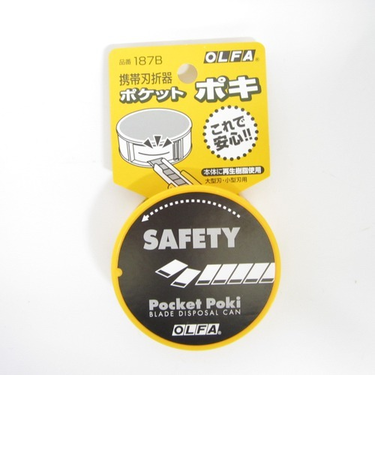 品番 187B
OLFA®
携帯刃折器
ポケット ポキ
これで
安心!!
本体に再生樹脂使用
大型刃・小型刃用
SAFETY
Pocket Poki
BLADE DISPOSAL CAN
OLFA®